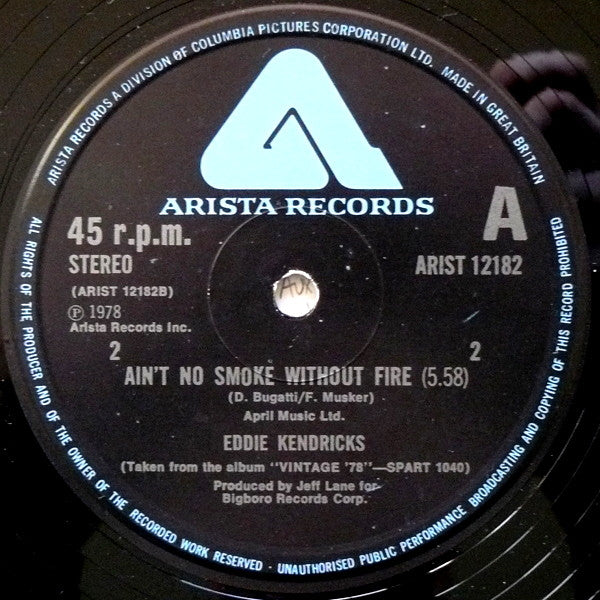 ARISTA RECORDS A DIVISION OF COLUMBIA PICTURES CORPORATION LTD. MADE IN GREAT BRITAIN
ARISTA RECORDS
45 r.p.m.
A
STEREO
ARIST 12182
(ARIST 12182B)
℗ 1978
Arista Records Inc.
2 2
AIN'T NO SMOKE WITHOUT FIRE (5.58)
(D. Bugatti/F. Musker)
April Music Ltd.
EDDIE KENDRICKS
(Taken from the album "VINTAGE '78"—SPART 1040)
Produced by Jeff Lane for
Bigboro Records Corp.
ALL RIGHTS OF THE PRODUCER AND OF THE OWNER OF THE RECORDED WORK RESERVED · UNAUTHORISED PUBLIC PERFORMANCE BROADCASTING AND COPYING OF THIS RECORD PROHIBITED